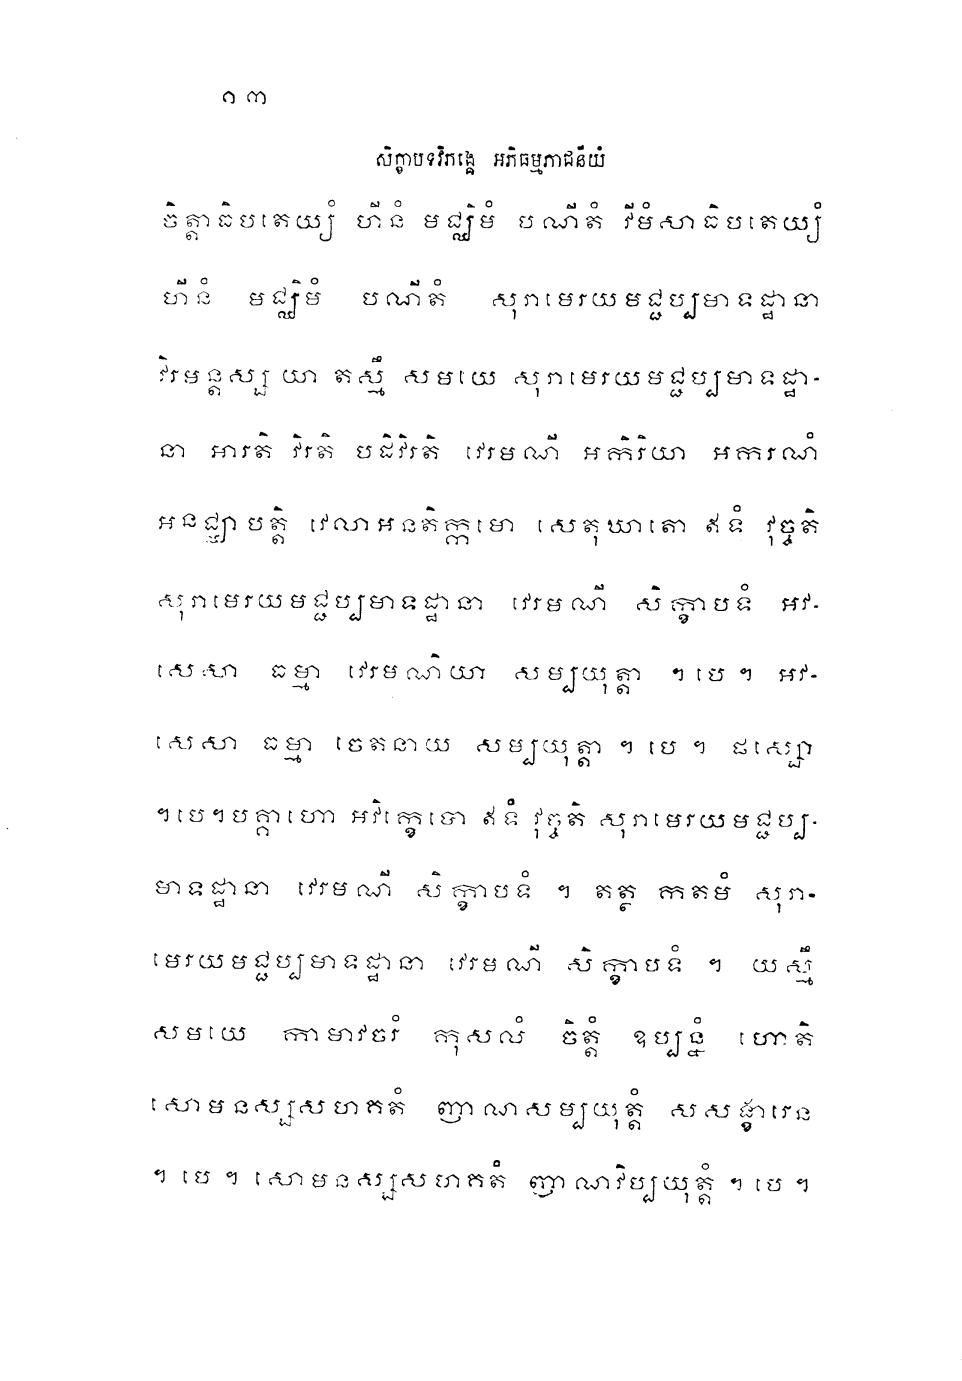 ១៣
សិក្ខាបទវិភង្គេ អភិធម្មភាជនីយំ
ចិត្តាធិបតេយ្យំ ហីនំ មជ្ឈិមំ បណីតំ វីមំសាធិបតេយ្យំ
ហីនំ មជ្ឈិមំ បណីតំ សុរាមេរយមជ្ជប្បមាទដ្ឋានា
វិរមន្តស្ស យា តស្មឹ សមយេ សុរាមេរយមជ្ជប្បមាទដ្ឋា-
នា អារតិ វិរតិ បដិវិរតិ វេរមណី អកិរិយា អករណំ
អនជ្ឈាបត្តិ វេលាអនតិក្កមោ សេតុឃាតោ ឥទំ វុច្ចតិ
សុរាមេរយមជ្ជប្បមាទដ្ឋានា វេរមណី សិក្ខាបទំ អវ-
សេសា ធម្មា វេរមណិយា សម្បយុត្តា ។ បេ ។ អវ-
សេសា ធម្មា ចេតនាយ សម្បយុត្តា ។ បេ ។ ផស្សោ
។បេ។បគ្គាហោ អវិក្ខេបោ ឥទំ វុច្ចតិ សុរាមេរយមជ្ជប្ប-
មាទដ្ឋានា វេរមណី សិក្ខាបទំ ។ តត្ថ កតមំ សុរា-
មេរយមជ្ជប្បមាទដ្ឋានា វេរមណី សិក្ខាបទំ ។ យស្មឹ
សមយេ កាមាវចរំ កុសលំ ចិត្តំ ឧប្បន្នំ ហោតិ
សោមនស្សសហគតំ ញាណសម្បយុត្តំ សសង្ខារេន
។ បេ ។ សោមនស្សសហគតំ ញាណវិប្បយុត្តំ ។ បេ ។